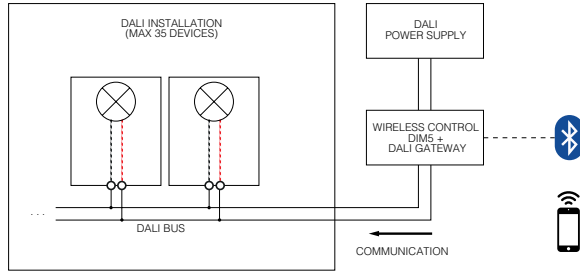 DALI INSTALLATION
(MAX 35 DEVICES)
DALI
POWER SUPPLY
WIRELESS CONTROL
DIM5 +
DALI GATEWAY
. . .
DALI BUS
COMMUNICATION